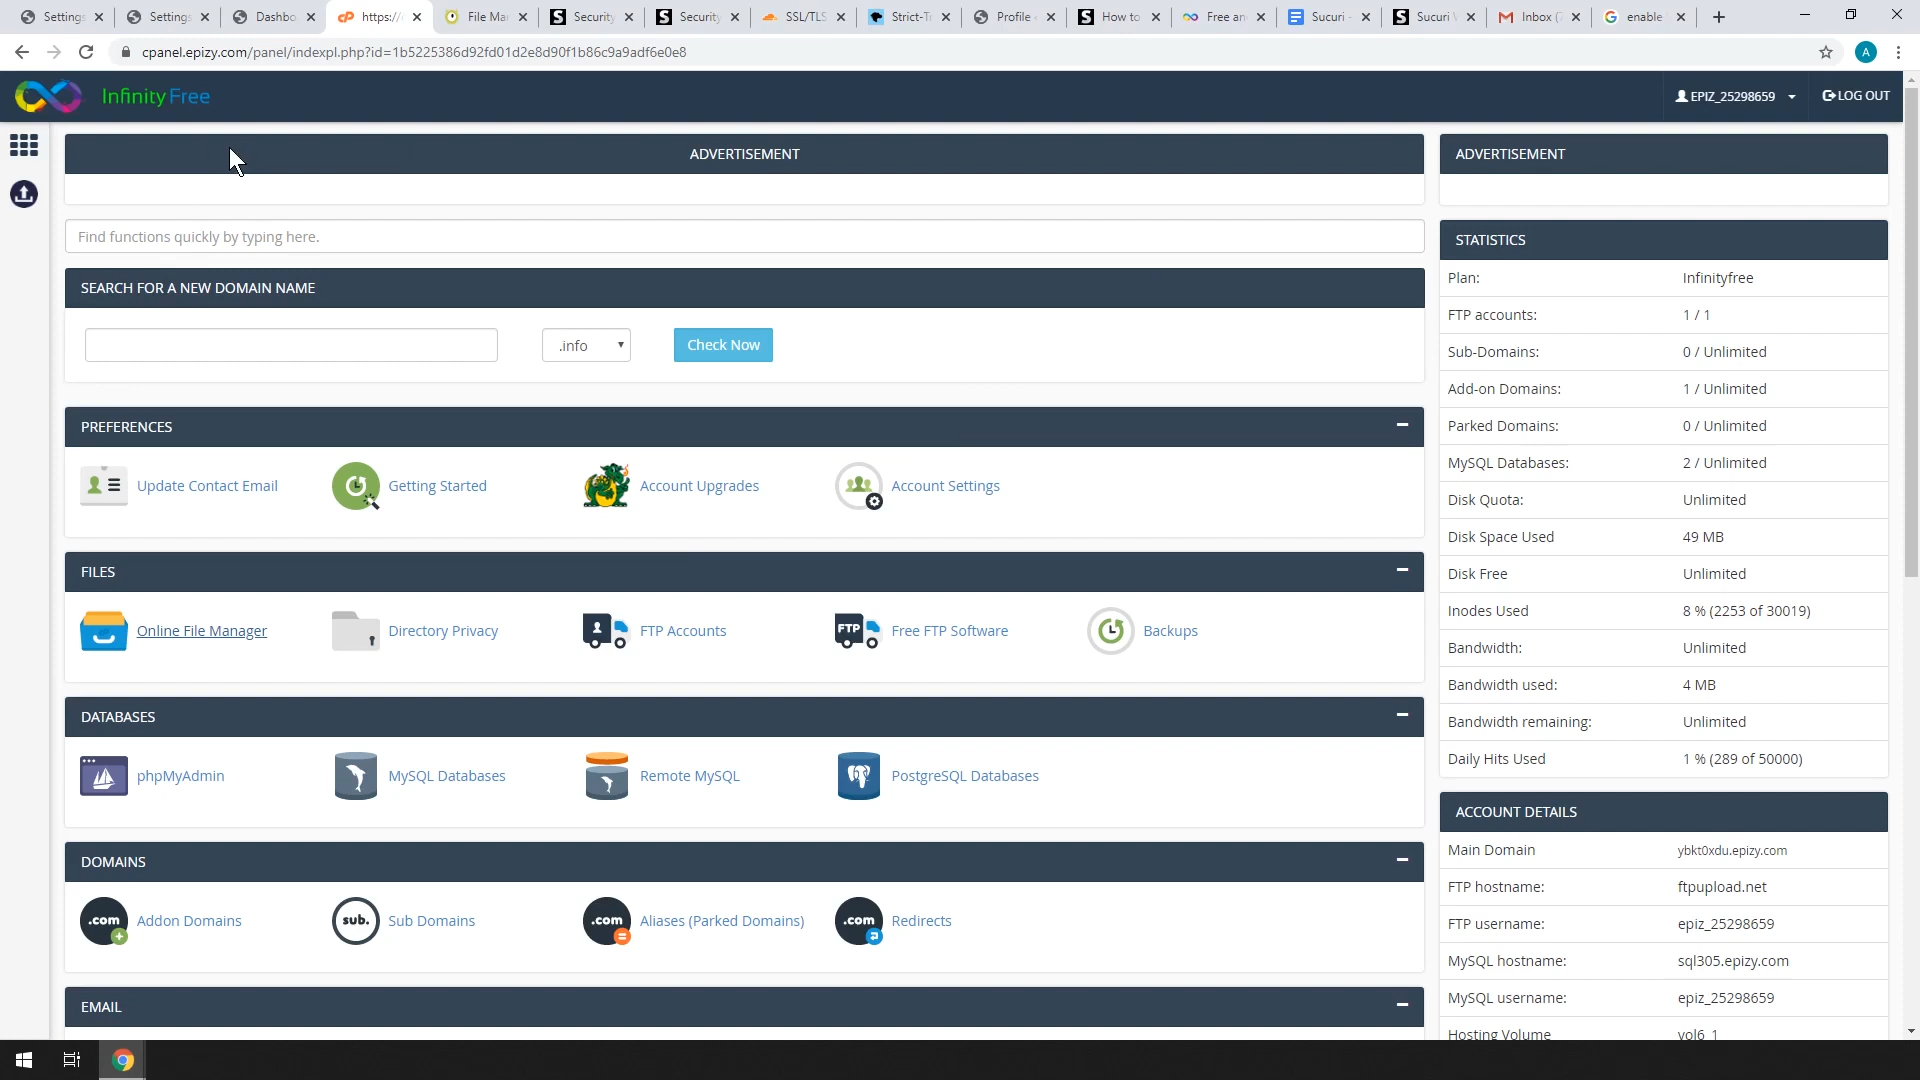 Settings
Settings
Dashbo
https://
File Ma
Security
Security
SSL/TLS
Strict-T
Profile
How to
Free an
Sucuri -
Sucuri
Inbox (
enable
cpanel.epizy.com/panel/indexpl.php?id=1b5225386d92fd01d2e8d90f1b86c9a9adf6e0e8
A
InfinityFree
EPIZ_25298659
LOG OUT
ADVERTISEMENT
ADVERTISEMENT
Find functions quickly by typing here.
STATISTICS
SEARCH FOR A NEW DOMAIN NAME
.info
Check Now
Plan: Infinityfree
FTP accounts: 1 / 1
Sub-Domains: 0 / Unlimited
Add-on Domains: 1 / Unlimited
Parked Domains: 0 / Unlimited
MySQL Databases: 2 / Unlimited
Disk Quota: Unlimited
Disk Space Used 49 MB
Disk Free Unlimited
Inodes Used 8 % (2253 of 30019)
Bandwidth: Unlimited
Bandwidth used: 4 MB
Bandwidth remaining: Unlimited
Daily Hits Used 1 % (289 of 50000)
PREFERENCES
Update Contact Email
Getting Started
Account Upgrades
Account Settings
FILES
Online File Manager
Directory Privacy
FTP Accounts
FTP
Free FTP Software
Backups
DATABASES
phpMyAdmin
MySQL Databases
Remote MySQL
PostgreSQL Databases
DOMAINS
.com
Addon Domains
sub.
Sub Domains
.com
Aliases (Parked Domains)
.com
Redirects
EMAIL
ACCOUNT DETAILS
Main Domain ybkt0xdu.epizy.com
FTP hostname: ftpupload.net
FTP username: epiz_25298659
MySQL hostname: sql305.epizy.com
MySQL username: epiz_25298659
Hosting Volume vol6_1